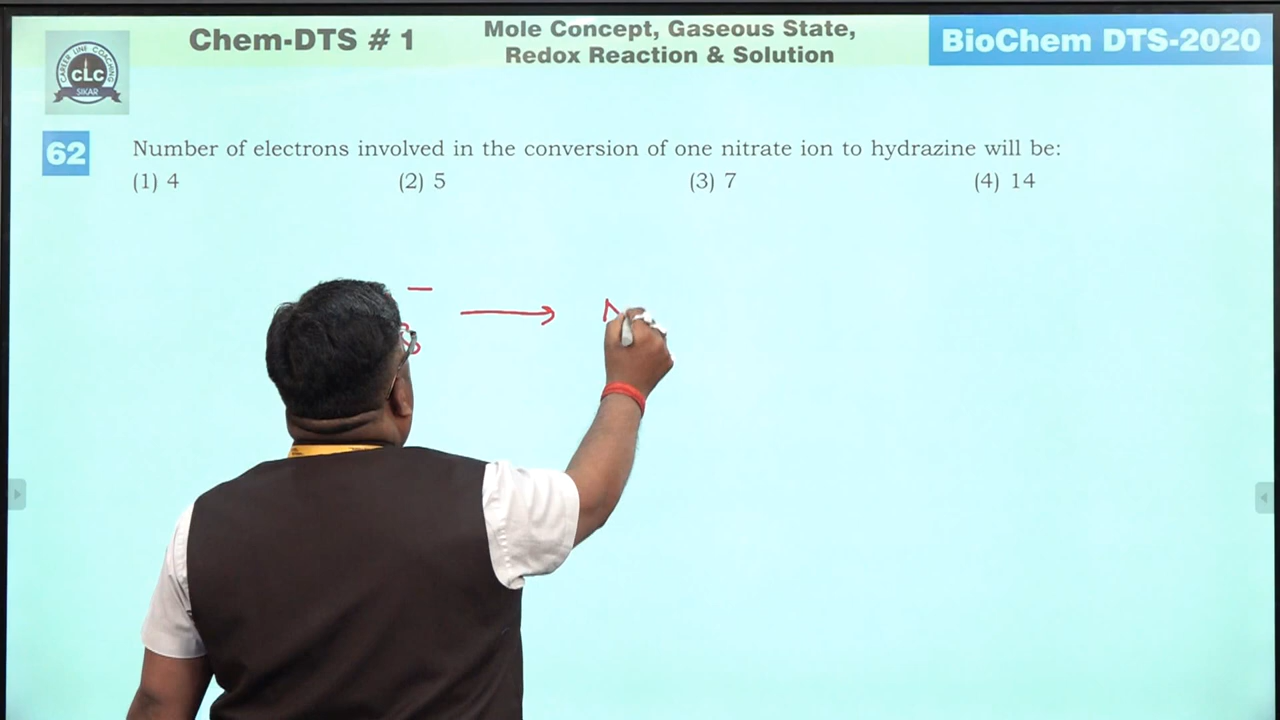 Chem-DTS # 1
Mole Concept, Gaseous State,
Redox Reaction & Solution
BioChem DTS-2020
CAREER LINE COACHING
CLC
SIKAR
62
Number of electrons involved in the conversion of one nitrate ion to hydrazine will be:
(1) 4 (2) 5 (3) 7 (4) 14